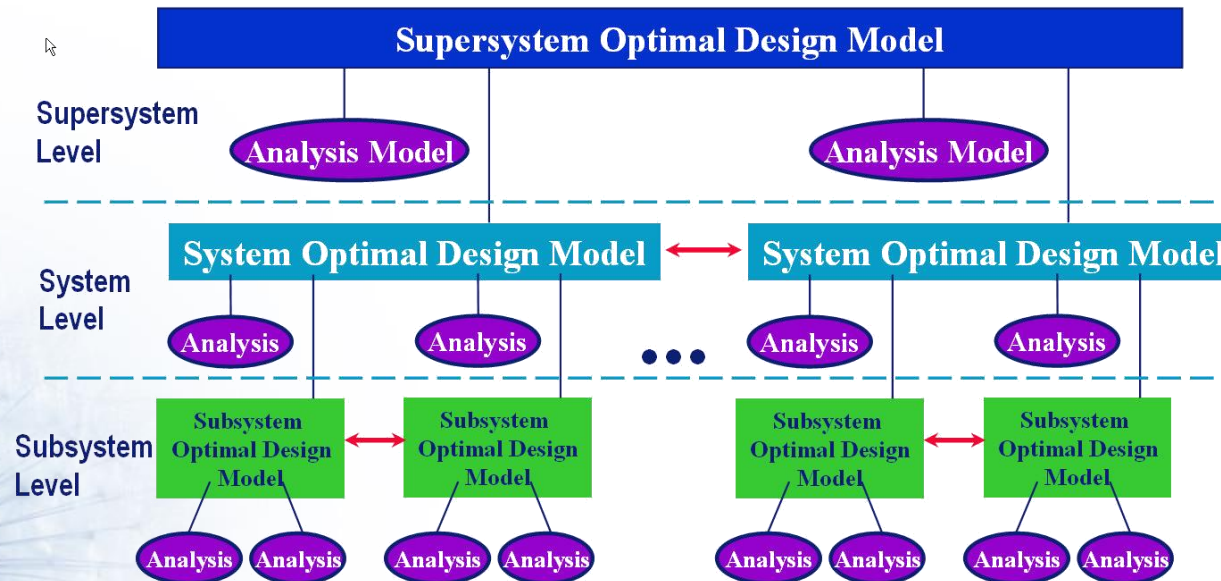 Supersystem Optimal Design Model
Supersystem
Level
Analysis Model
Analysis Model
System Optimal Design Model
System Optimal Design Model
System
Level
Analysis
Analysis
Analysis
Analysis
Subsystem
Level
Subsystem
Optimal Design
Model
Subsystem
Optimal Design
Model
Subsystem
Optimal Design
Model
Subsystem
Optimal Design
Model
Analysis
Analysis
Analysis
Analysis
Analysis
Analysis
Analysis
Analysis